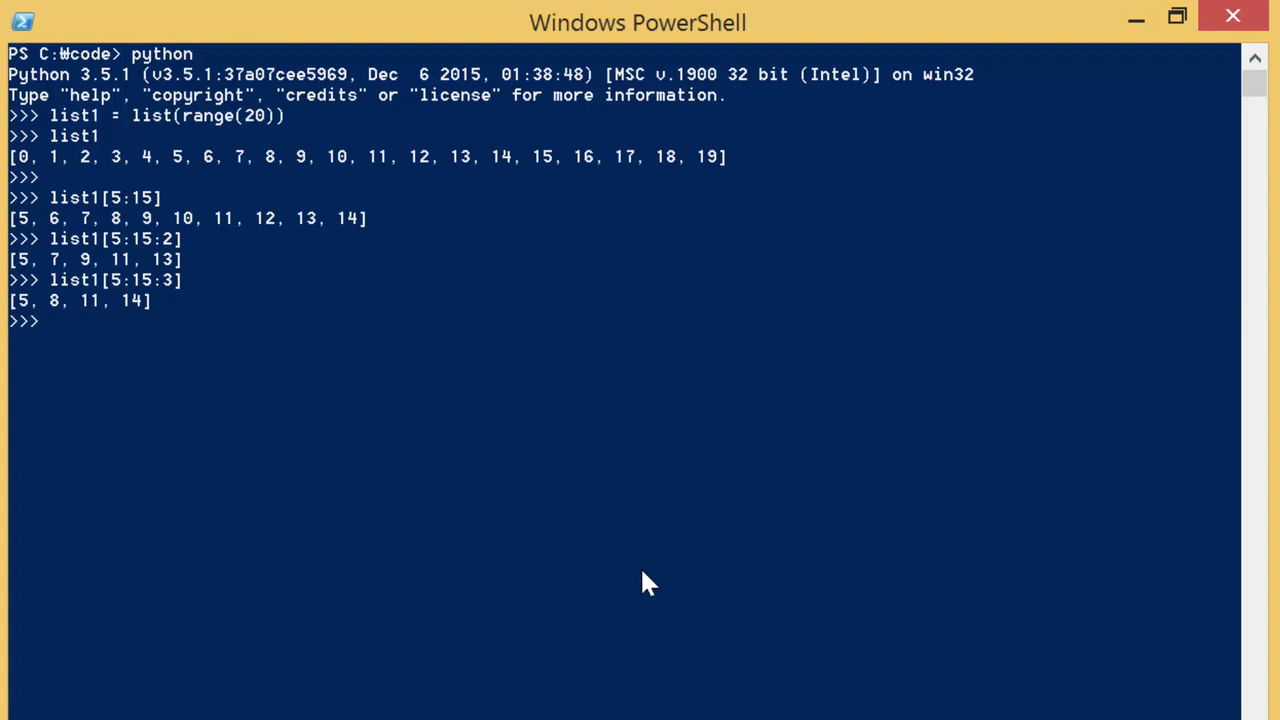 Windows PowerShell
PS C:₩code> python
Python 3.5.1 (v3.5.1:37a07cee5969, Dec  6 2015, 01:38:48) [MSC v.1900 32 bit (Intel)] on win32
Type "help", "copyright", "credits" or "license" for more information.
>>> list1 = list(range(20))
>>> list1
[0, 1, 2, 3, 4, 5, 6, 7, 8, 9, 10, 11, 12, 13, 14, 15, 16, 17, 18, 19]
>>>
>>> list1[5:15]
[5, 6, 7, 8, 9, 10, 11, 12, 13, 14]
>>> list1[5:15:2]
[5, 7, 9, 11, 13]
>>> list1[5:15:3]
[5, 8, 11, 14]
>>>